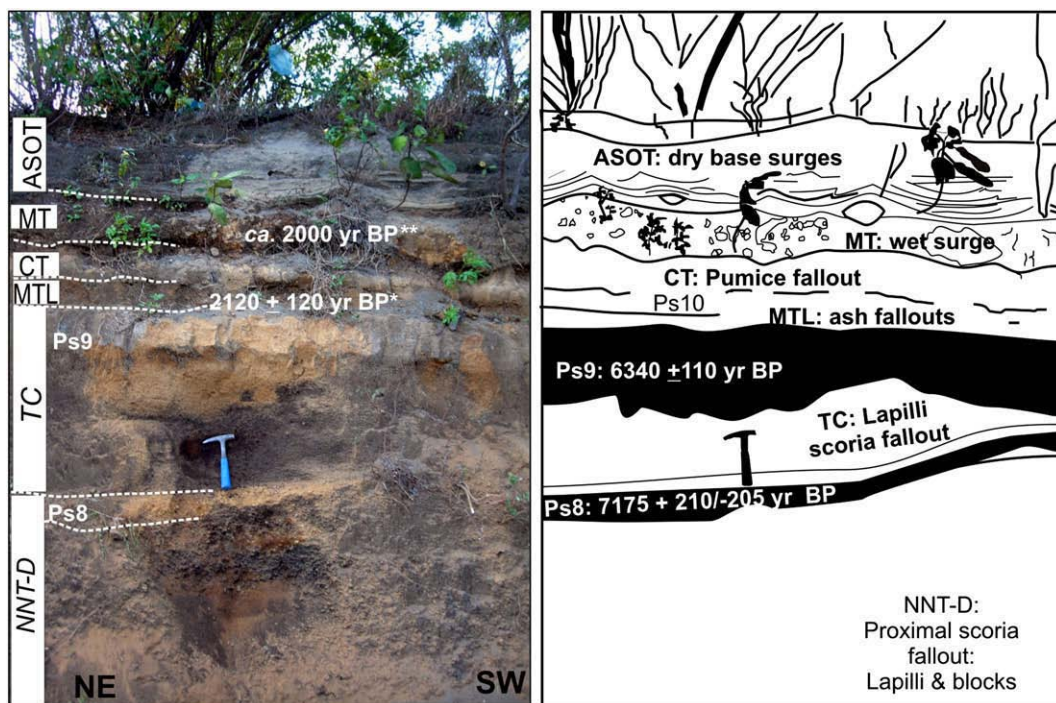 ASOT
MT
ca. 2000 yr BP**
CT
MTL
2120 ± 120 yr BP*
Ps9
TC
Ps8
NNT-D
NE
SW
ASOT: dry base surges
MT: wet surge
CT: Pumice fallout
Ps10
MTL: ash fallouts
Ps9: 6340 ±110 yr BP
TC: Lapilli
scoria fallout
Ps8: 7175 + 210/-205 yr BP
NNT-D:
Proximal scoria
fallout:
Lapilli & blocks